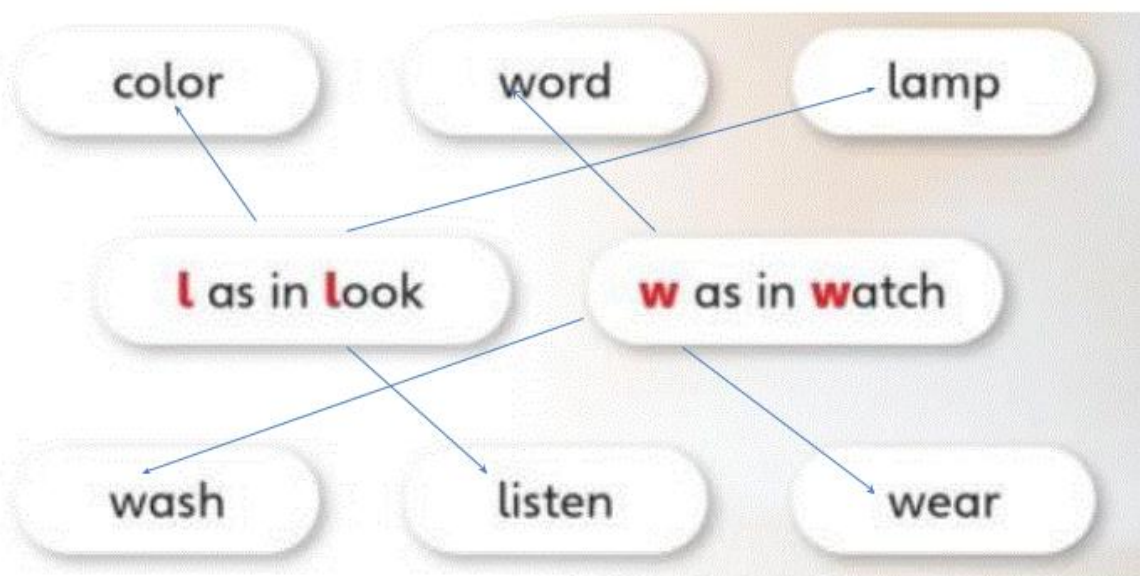 color
word
lamp
l as in look
w as in watch
wash
listen
wear